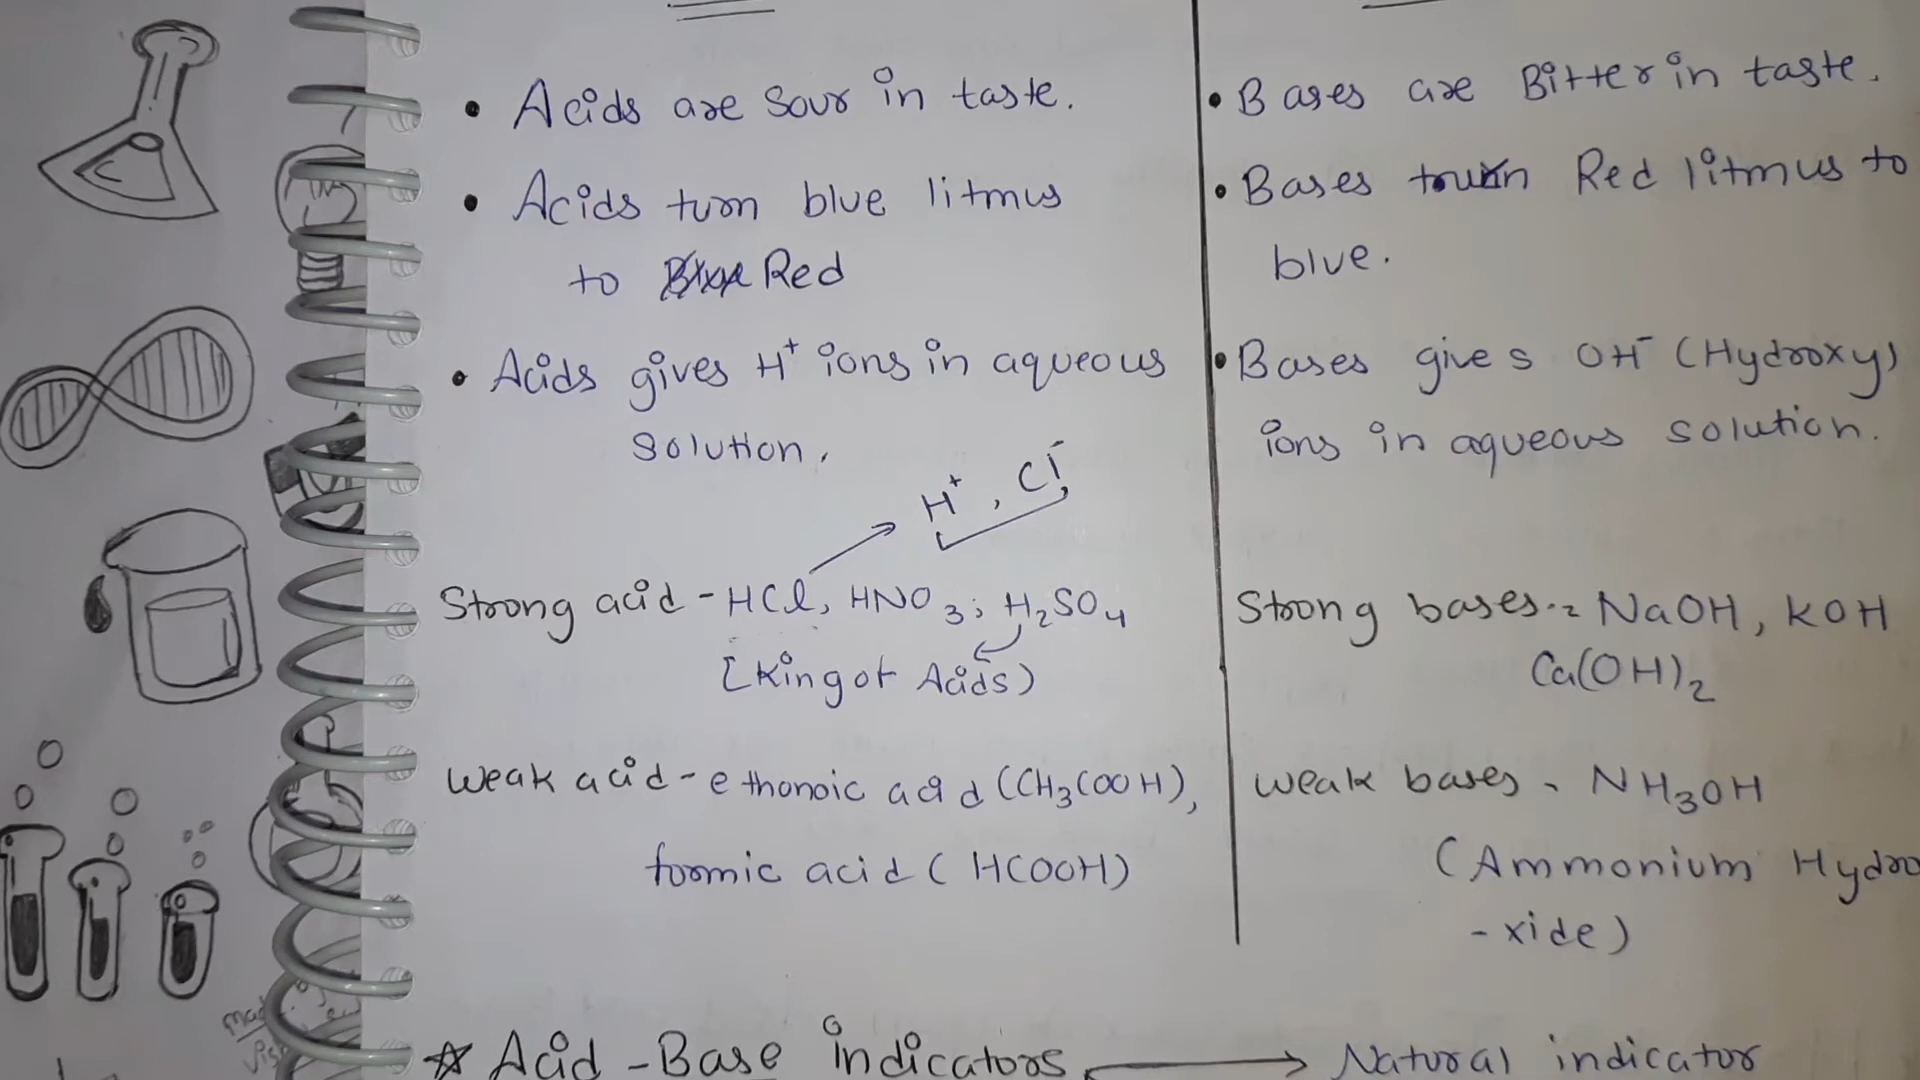 • Acids are Sour in taste.
• Acids turn blue litmus
to Red
• Acids gives H⁺ ions in aqueous
Solution.
H⁺, Cl⁻
Strong acid - HCl, HNO₃; H₂SO₄
[King of Acids)
Weak acid - ethonoic acid (CH₃COOH),
formic acid (HCOOH)
• Bases are Bitter in taste.
• Bases turn Red litmus to
blue.
• Bases gives OH⁻ (Hydroxy)
ions in aqueous solution.
Strong bases.= NaOH, KOH
Ca(OH)₂
weak bases - NH₃OH
(Ammonium Hydro
-xide)
☆ Acid-Base indicators → Natural indicator